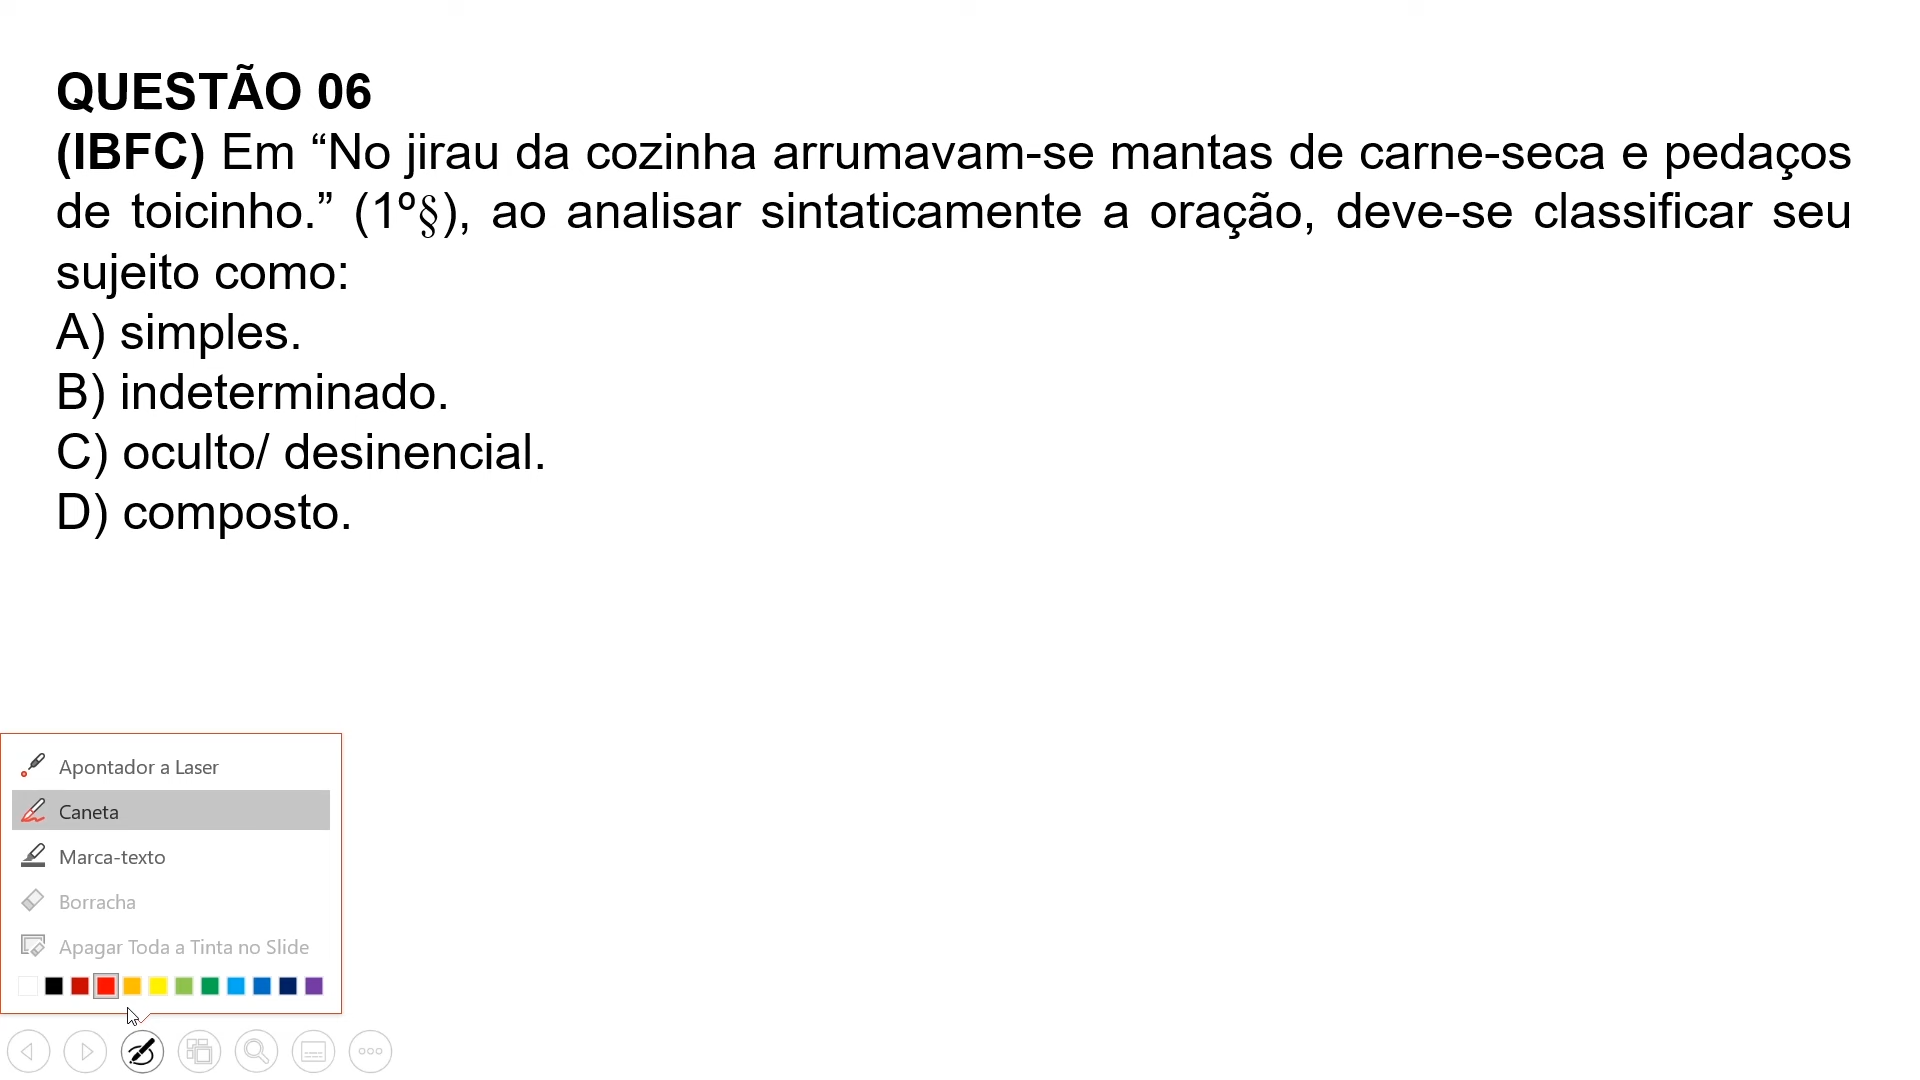 QUESTÃO 06
(IBFC) Em “No jirau da cozinha arrumavam-se mantas de carne-seca e pedaços
de toicinho.” (1º§), ao analisar sintaticamente a oração, deve-se classificar seu
sujeito como:
A) simples.
B) indeterminado.
C) oculto/ desinencial.
D) composto.
Apontador a Laser
Caneta
Marca-texto
Borracha
Apagar Toda a Tinta no Slide